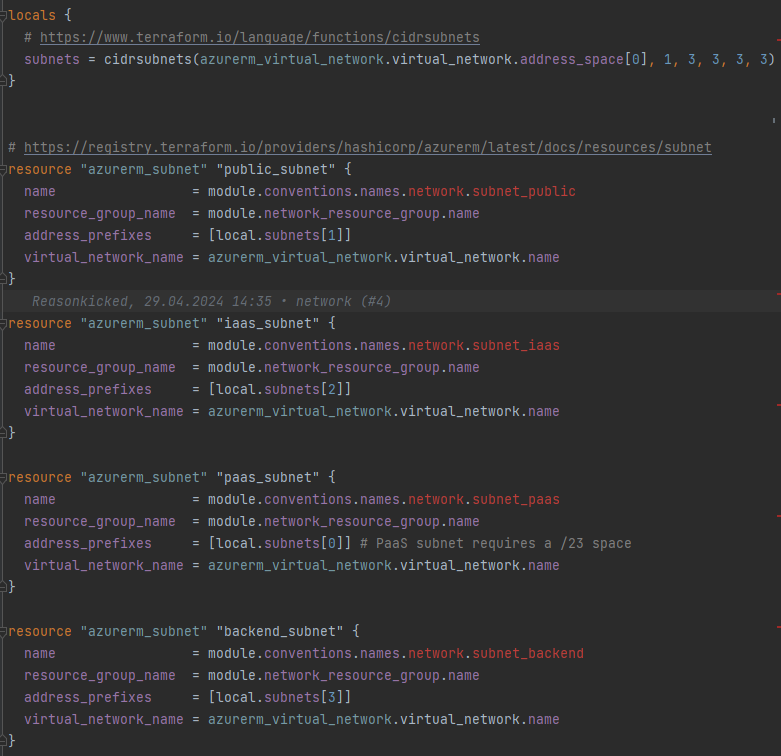 locals {
  # https://www.terraform.io/language/functions/cidrsubnets
  subnets = cidrsubnets(azurerm_virtual_network.virtual_network.address_space[0], 1, 3, 3, 3, 3)
}
# https://registry.terraform.io/providers/hashicorp/azurerm/latest/docs/resources/subnet
resource "azurerm_subnet" "public_subnet" {
  name                 = module.conventions.names.network.subnet_public
  resource_group_name  = module.network_resource_group.name
  address_prefixes     = [local.subnets[1]]
  virtual_network_name = azurerm_virtual_network.virtual_network.name
}
Reasonkicked, 29.04.2024 14:35 • network (#4)
resource "azurerm_subnet" "iaas_subnet" {
  name                 = module.conventions.names.network.subnet_iaas
  resource_group_name  = module.network_resource_group.name
  address_prefixes     = [local.subnets[2]]
  virtual_network_name = azurerm_virtual_network.virtual_network.name
}
resource "azurerm_subnet" "paas_subnet" {
  name                 = module.conventions.names.network.subnet_paas
  resource_group_name  = module.network_resource_group.name
  address_prefixes     = [local.subnets[0]] # PaaS subnet requires a /23 space
  virtual_network_name = azurerm_virtual_network.virtual_network.name
}
resource "azurerm_subnet" "backend_subnet" {
  name                 = module.conventions.names.network.subnet_backend
  resource_group_name  = module.network_resource_group.name
  address_prefixes     = [local.subnets[3]]
  virtual_network_name = azurerm_virtual_network.virtual_network.name
}